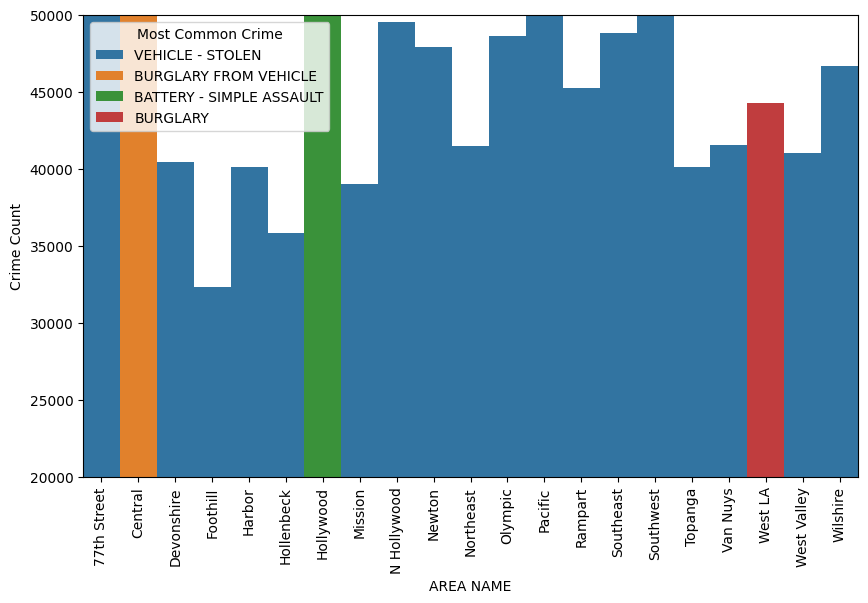 Most Common Crime
VEHICLE - STOLEN
BURGLARY FROM VEHICLE
BATTERY - SIMPLE ASSAULT
BURGLARY
Crime Count
50000
45000
40000
35000
30000
25000
20000
77th Street
Central
Devonshire
Foothill
Harbor
Hollenbeck
Hollywood
Mission
N Hollywood
Newton
Northeast
Olympic
Pacific
Rampart
Southeast
Southwest
Topanga
Van Nuys
West LA
West Valley
Wilshire
AREA NAME